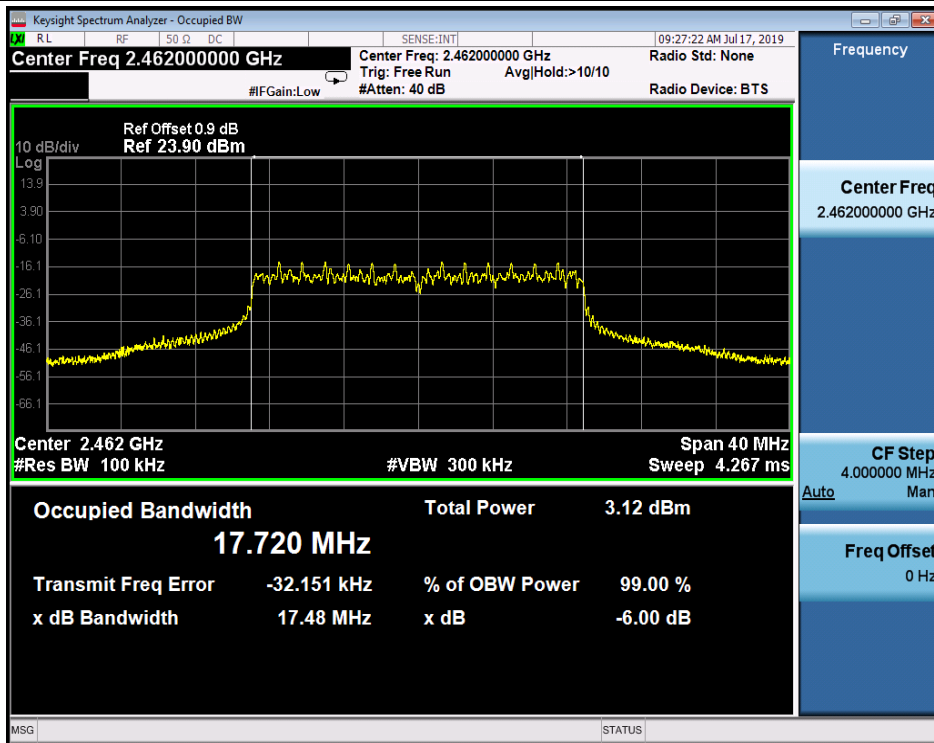 Keysight Spectrum Analyzer - Occupied BW
LXI RL RF 50 Ω DC SENSE:INT 09:27:22 AM Jul 17, 2019
Center Freq 2.462000000 GHz
Center Freq: 2.462000000 GHz
Radio Std: None
Trig: Free Run Avg|Hold:>10/10
#IFGain:Low
#Atten: 40 dB
Radio Device: BTS
Frequency
Ref Offset 0.9 dB
10 dB/div Ref 23.90 dBm
Log
13.9
3.90
-6.10
-16.1
-26.1
-36.1
-46.1
-56.1
-66.1
Center 2.462 GHz Span 40 MHz
#Res BW 100 kHz #VBW 300 kHz Sweep 4.267 ms
Occupied Bandwidth Total Power 3.12 dBm
17.720 MHz
Transmit Freq Error -32.151 kHz % of OBW Power 99.00 %
x dB Bandwidth 17.48 MHz x dB -6.00 dB
Center Freq
2.462000000 GHz
CF Step
4.000000 MHz
Auto Man
Freq Offset
0 Hz
MSG STATUS